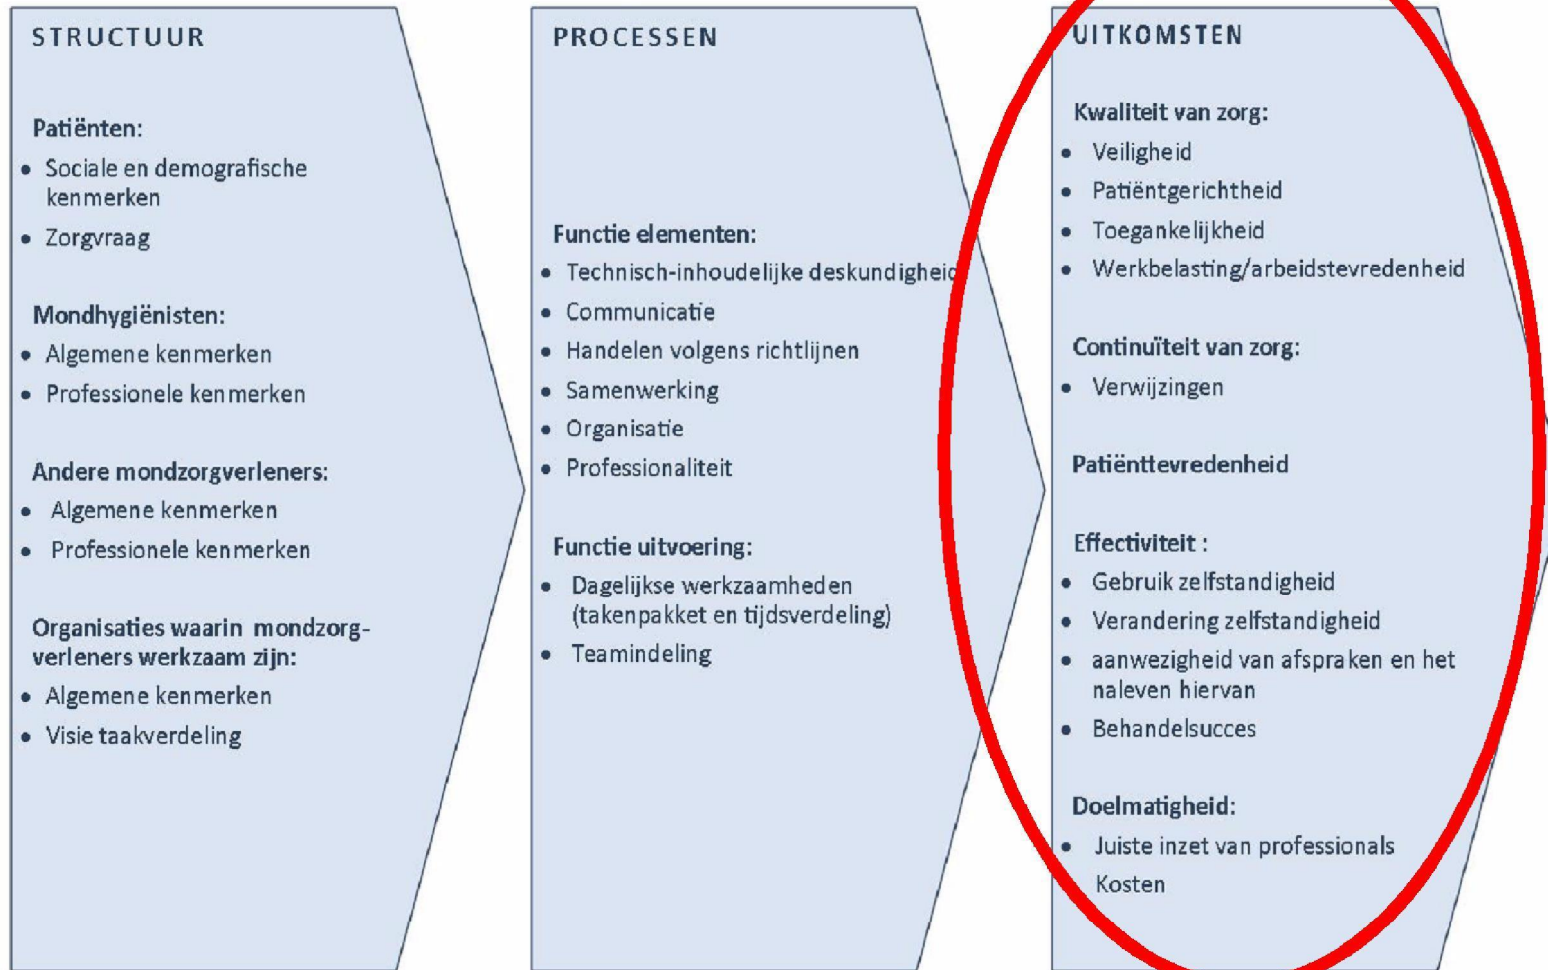 STRUCTUUR
Patiënten:
• Sociale en demografische
kenmerken
• Zorgvraag
Mondhygiënisten:
• Algemene kenmerken
• Professionele kenmerken
Andere mondzorgverleners:
• Algemene kenmerken
• Professionele kenmerken
Organisaties waarin mondzorg-
verleners werkzaam zijn:
• Algemene kenmerken
• Visie taakverdeling
PROCESSEN
Functie elementen:
• Technisch-inhoudelijke deskundigheid
• Communicatie
• Handelen volgens richtlijnen
• Samenwerking
• Organisatie
• Professionaliteit
Functie uitvoering:
• Dagelijkse werkzaamheden
(takenpakket en tijdsverdeling)
• Teamindeling
UITKOMSTEN
Kwaliteit van zorg:
• Veiligheid
• Patiëntgerichtheid
• Toegankelijkheid
• Werkbelasting/arbeidstevredenheid
Continuïteit van zorg:
• Verwijzingen
Patiënttevredenheid
Effectiviteit :
• Gebruik zelfstandigheid
• Verandering zelfstandigheid
• aanwezigheid van afspraken en het
naleven hiervan
• Behandelsucces
Doelmatigheid:
• Juiste inzet van professionals
Kosten